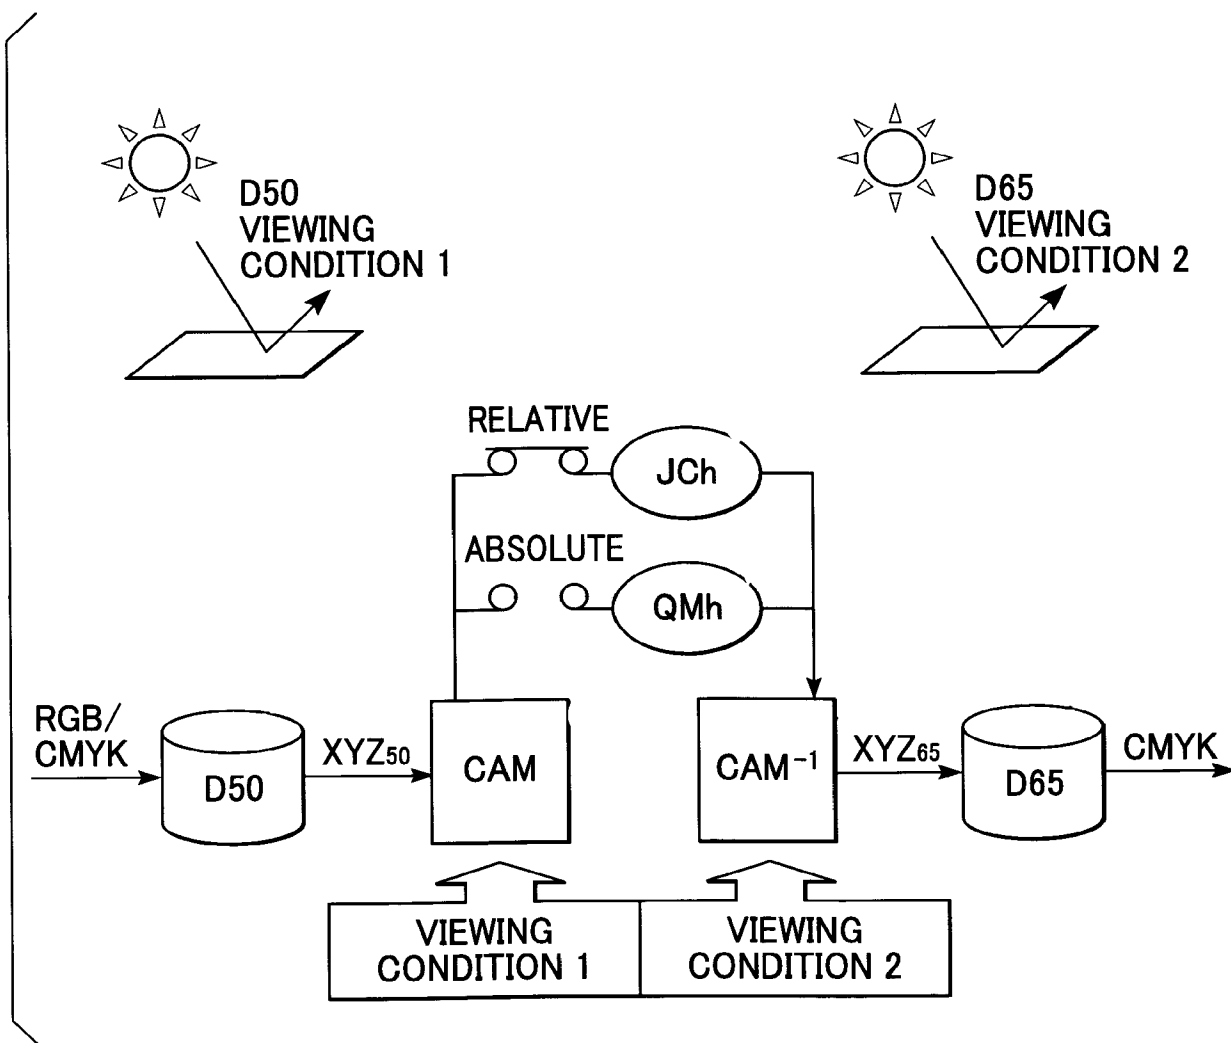 D50
VIEWING
CONDITION 1
D65
VIEWING
CONDITION 2
RELATIVE
JCh
ABSOLUTE
QMh
RGB/
CMYK
D50
XYZ50
CAM
CAM-1
XYZ65
D65
CMYK
VIEWING
CONDITION 1
VIEWING
CONDITION 2